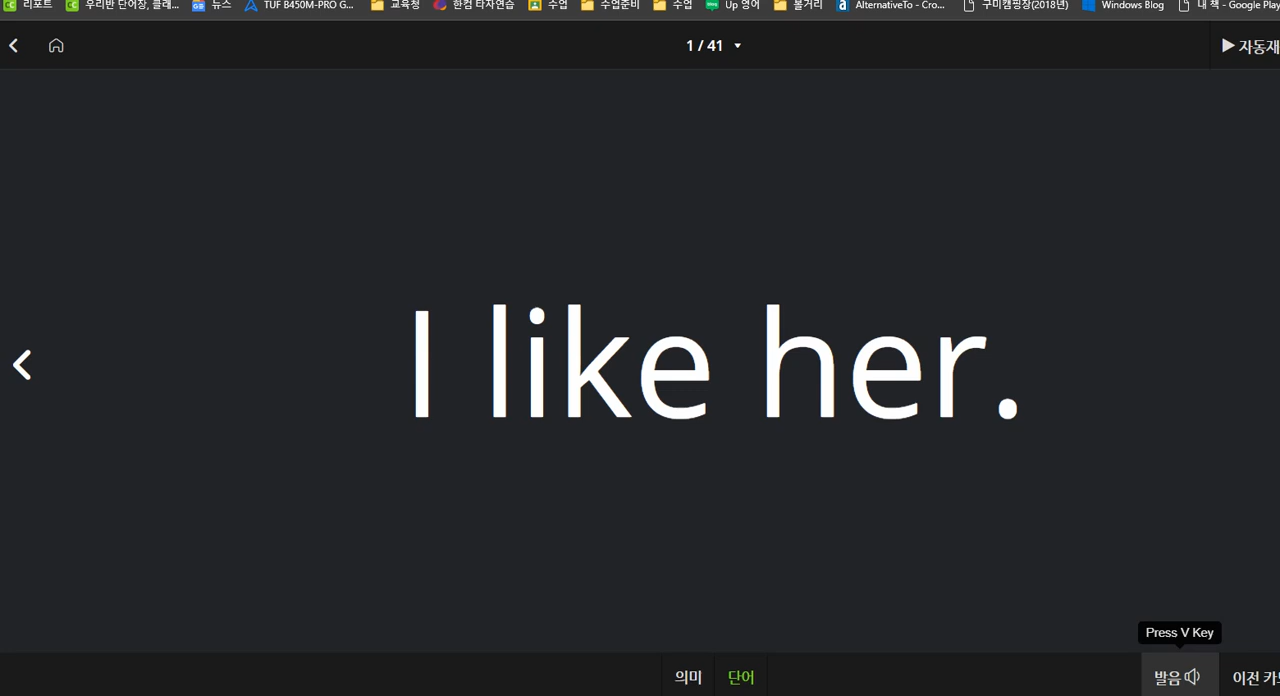 리포트 우리반 단어장, 클래... 뉴스 TUF B450M-PRO G... 교육청 한컴 타자연습 수업 수업준비 수업 Up 영어 볼거리 AlternativeTo - Cro... 구미캠핑장(2018년) Windows Blog 내 책 - Google Play
1 / 41 자동재
I like her.
Press V Key
의미 단어 발음 이전 카드